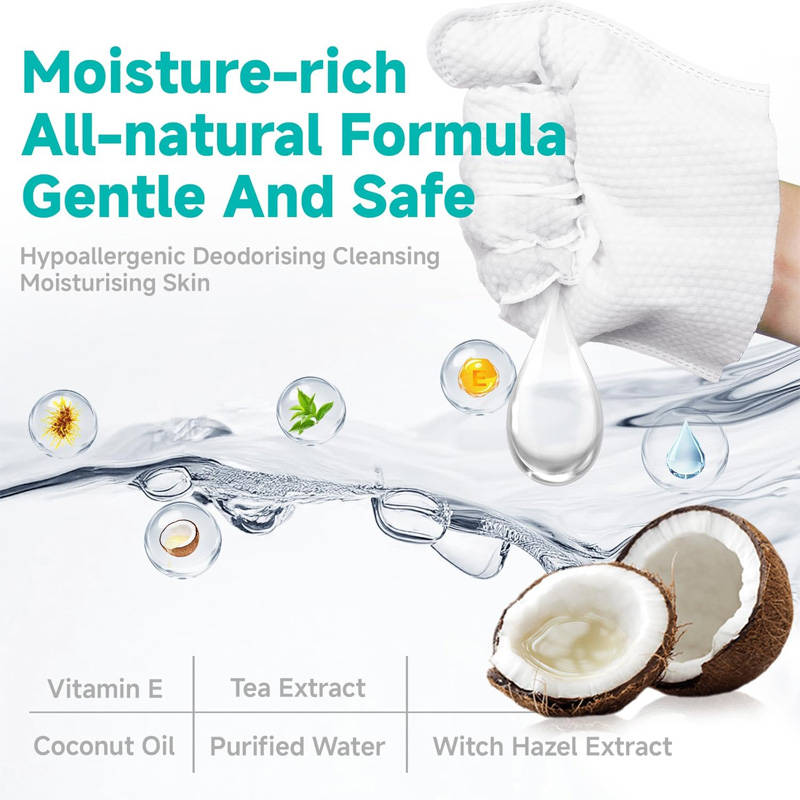 Moisture-rich
All-natural Formula
Gentle And Safe
Hypoallergenic Deodorising Cleansing
Moisturising Skin
E
Vitamin E
Tea Extract
Coconut Oil
Purified Water
Witch Hazel Extract